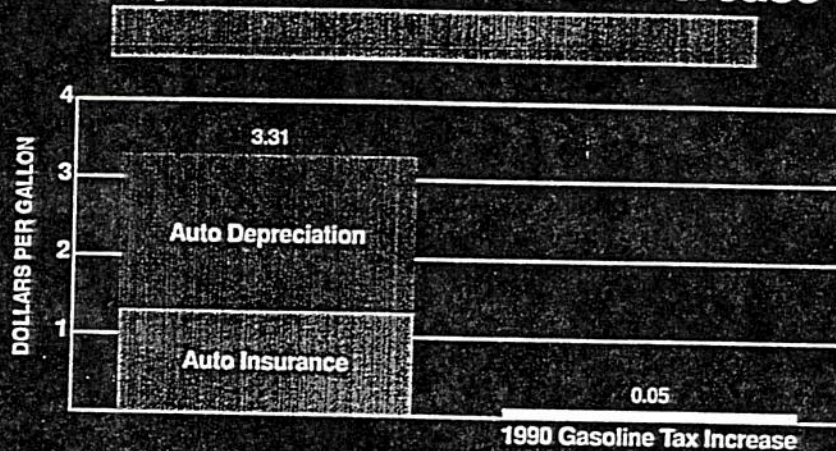 4
3.31
3
Auto Depreciation
2
DOLLARS PER GALLON
1
Auto Insurance
0.05
1990 Gasoline Tax Increase